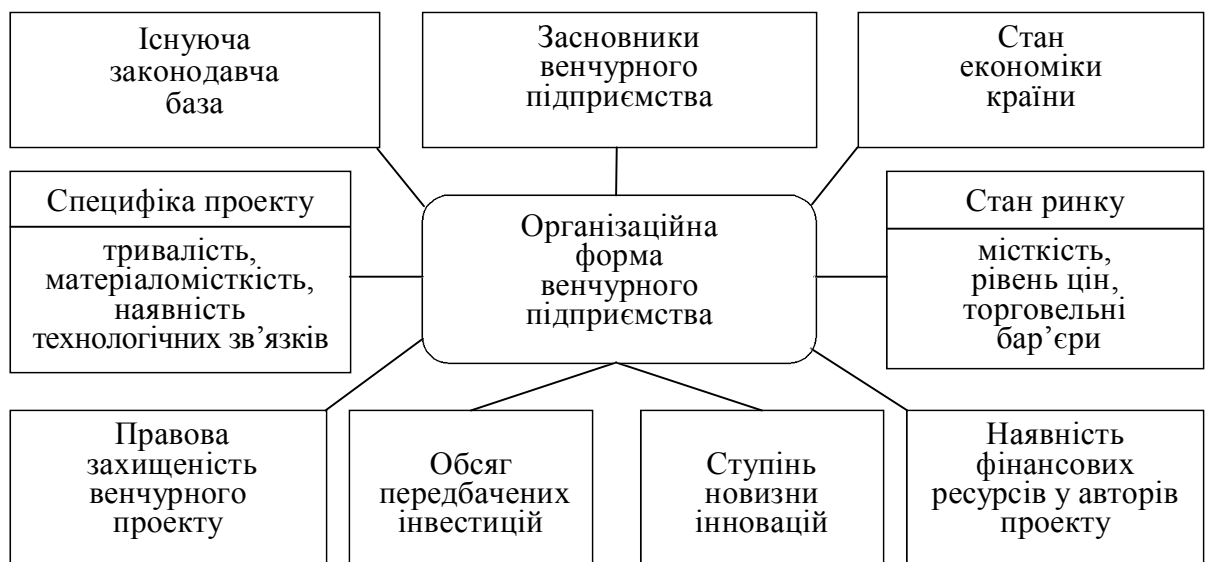 Існуюча
законодавча
база
Засновники
венчурного
підприємства
Стан
економіки
країни
Специфіка проекту
тривалість,
матеріаломісткість,
наявність
технологічних зв’язків
Організаційна
форма
венчурного
підприємства
Стан ринку
місткість,
рівень цін,
торговельні
бар’єри
Правова
захищеність
венчурного
проекту
Обсяг
передбачених
інвестицій
Ступінь
новизни
інновацій
Наявність
фінансових
ресурсів у авторів
проекту